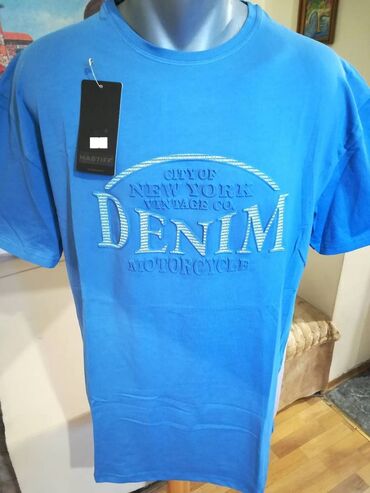 CITY OF
NEW YORK
VINTAGE CO.
DENIM
MOTORCYCLE